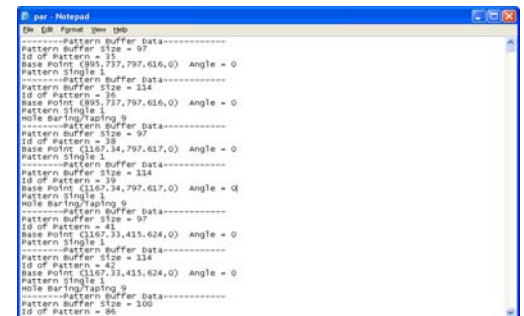 par - Notepad
File Edit Format View Help
--------Pattern Buffer Data-------------
Pattern Buffer Size = 97
Id of Pattern = 35
Base Point (895.737,797.616,0)  Angle = 0
Pattern Single 1
--------Pattern Buffer Data-------------
Pattern Buffer Size = 114
Id of Pattern = 36
Base Point (895.737,797.616,0)  Angle = 0
Pattern Single 1
Hole Baring/Taping 9
--------Pattern Buffer Data-------------
Pattern Buffer Size = 97
Id of Pattern = 38
Base Point (1167.34,797.617,0)  Angle = 0
Pattern Single 1
--------Pattern Buffer Data-------------
Pattern Buffer Size = 114
Id of Pattern = 39
Base Point (1167.34,797.617,0)  Angle = 0
Pattern Single 1
Hole Baring/Taping 9
--------Pattern Buffer Data-------------
Pattern Buffer Size = 97
Id of Pattern = 41
Base Point (1167.33,415.624,0)  Angle = 0
Pattern Single 1
--------Pattern Buffer Data-------------
Pattern Buffer Size = 114
Id of Pattern = 42
Base Point (1167.33,415.624,0)  Angle = 0
Pattern Single 1
Hole Baring/Taping 9
--------Pattern Buffer Data-------------
Pattern Buffer Size = 100
Id of Pattern = 86